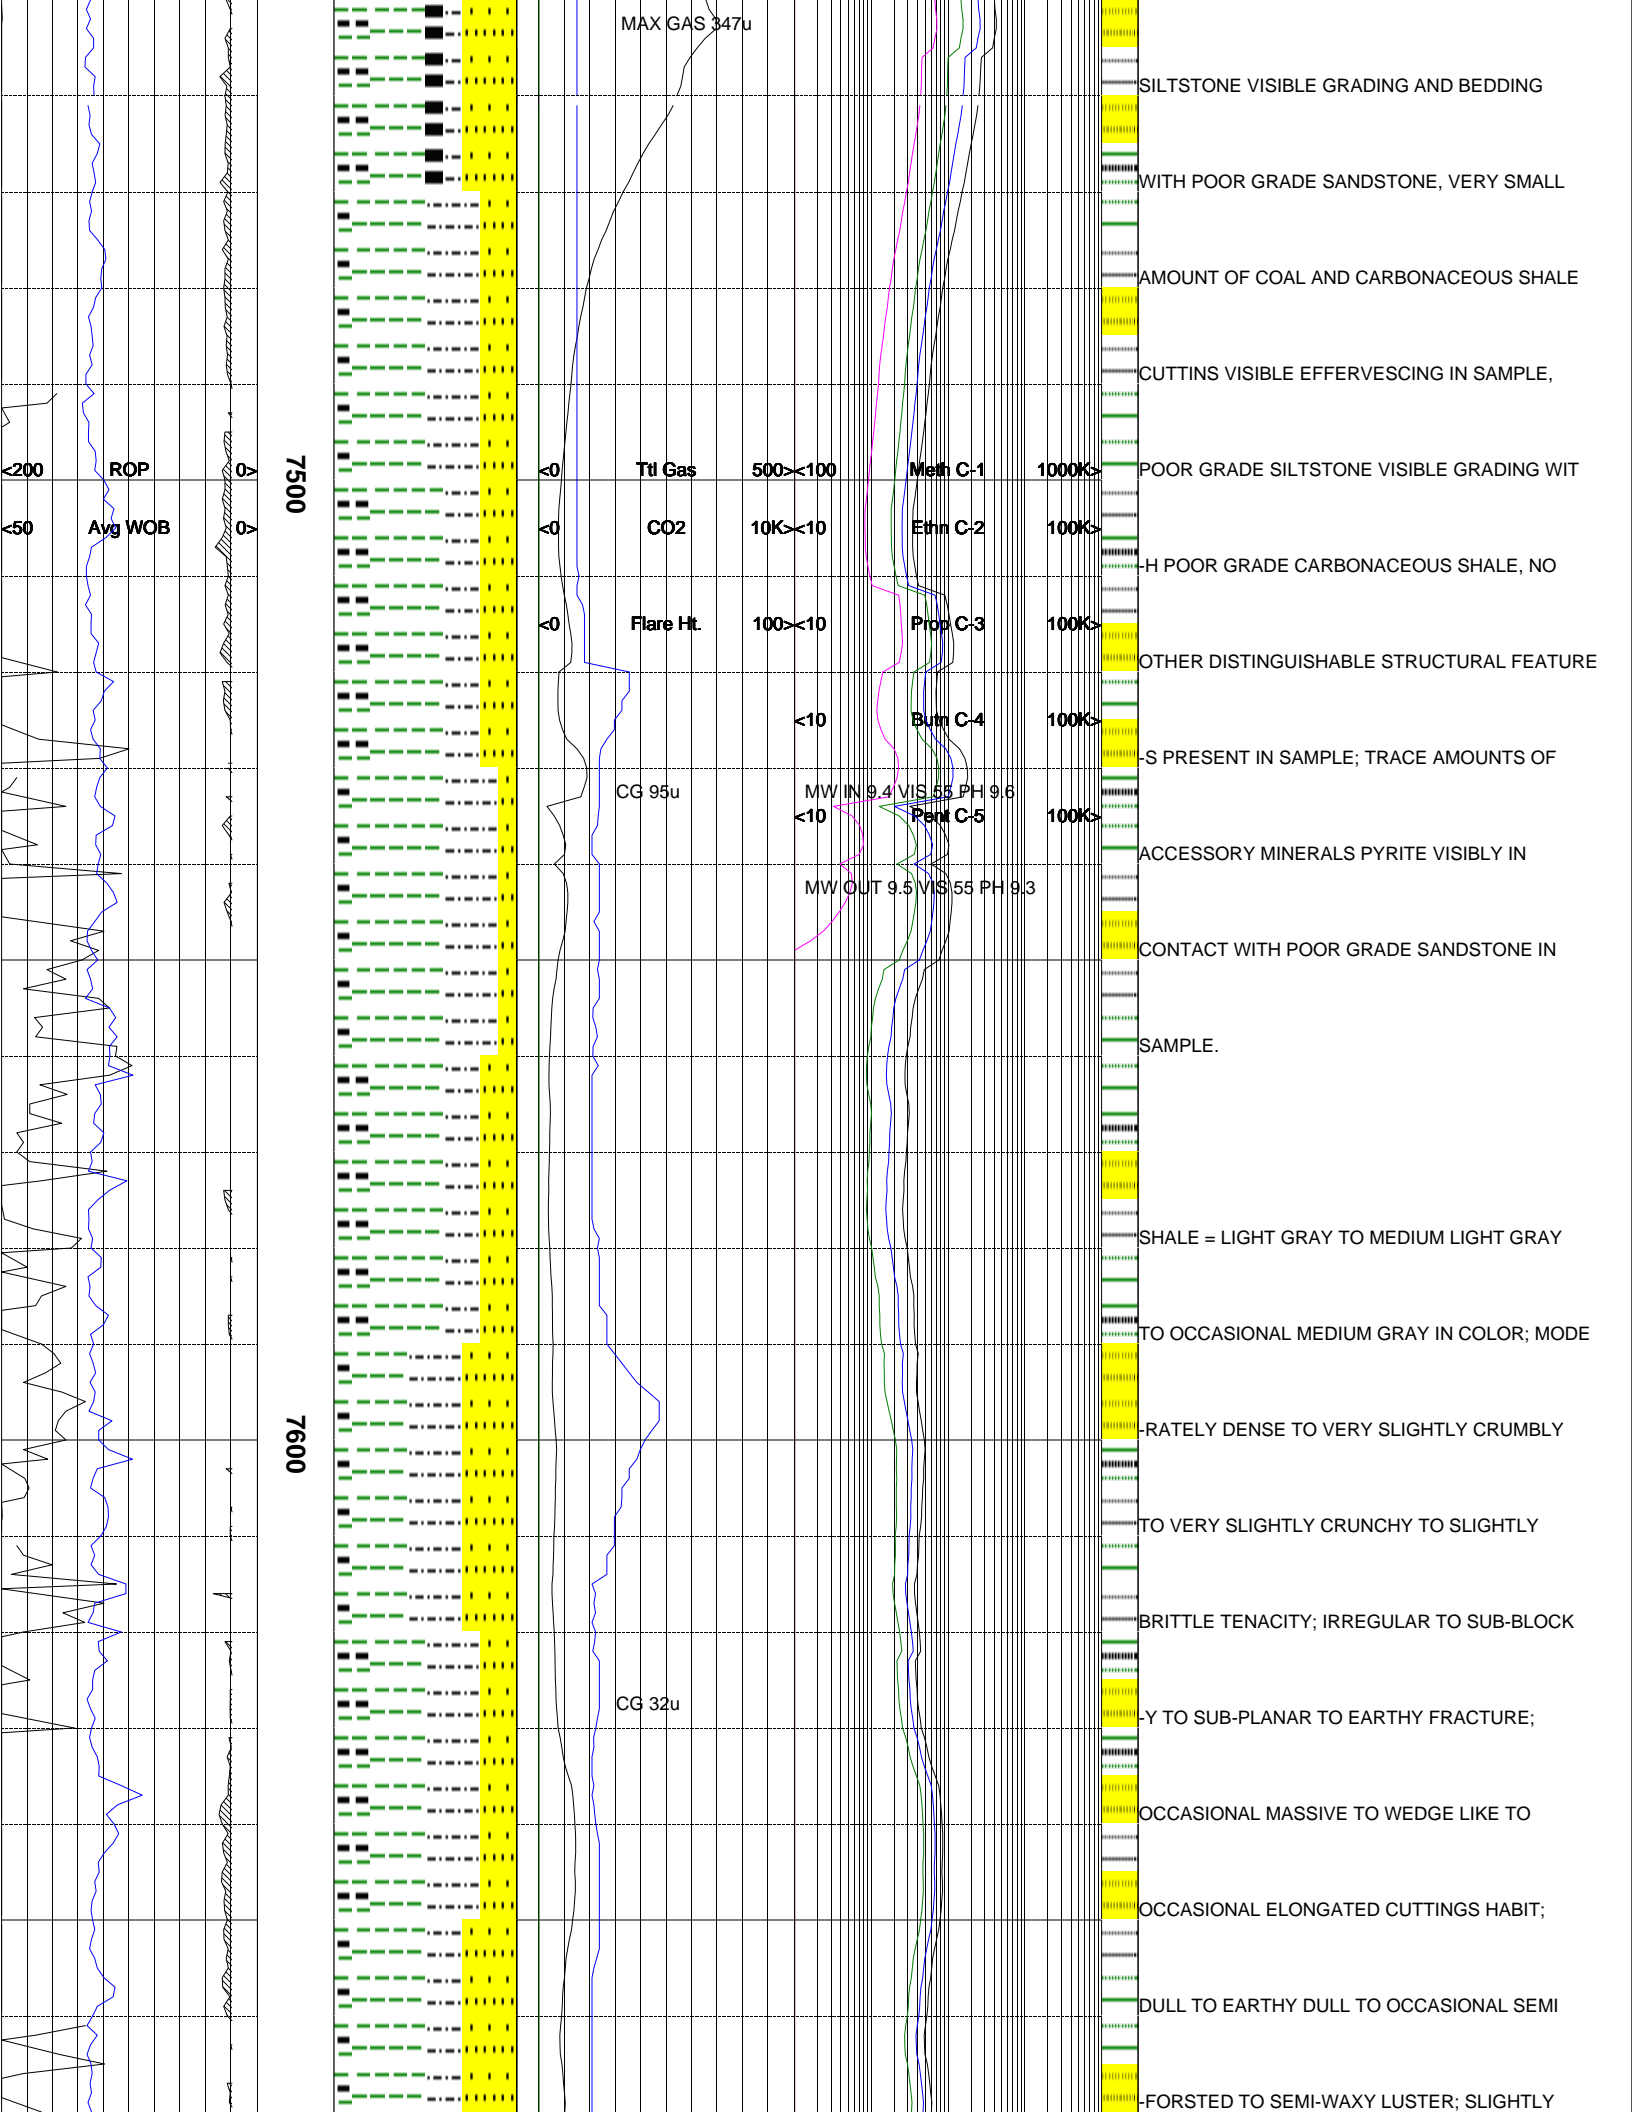 MAX GAS 347u
SILTSTONE VISIBLE GRADING AND BEDDING
WITH POOR GRADE SANDSTONE, VERY SMALL
AMOUNT OF COAL AND CARBONACEOUS SHALE
CUTTINS VISIBLE EFFERVESCING IN SAMPLE,
<200 ROP 0> 7500 <0 Ttl Gas 500><100 Meth C-1 1000K> POOR GRADE SILTSTONE VISIBLE GRADING WIT
<50 Avg WOB 0> <0 CO2 10K><10 Ethn C-2 100K>
-H POOR GRADE CARBONACEOUS SHALE, NO
<0 Flare Ht. 100><10 Prop C-3 100K>
OTHER DISTINGUISHABLE STRUCTURAL FEATURE
<10 Butn C-4 100K>
-S PRESENT IN SAMPLE; TRACE AMOUNTS OF
CG 95u MW IN 9.4 VIS 55 PH 9.6
<10 Pent C-5 100K>
ACCESSORY MINERALS PYRITE VISIBLY IN
MW OUT 9.5 VIS 55 PH 9.3
CONTACT WITH POOR GRADE SANDSTONE IN
SAMPLE.
SHALE = LIGHT GRAY TO MEDIUM LIGHT GRAY
TO OCCASIONAL MEDIUM GRAY IN COLOR; MODE
7600 -RATELY DENSE TO VERY SLIGHTLY CRUMBLY
TO VERY SLIGHTLY CRUNCHY TO SLIGHTLY
BRITTLE TENACITY; IRREGULAR TO SUB-BLOCK
CG 32u
-Y TO SUB-PLANAR TO EARTHY FRACTURE;
OCCASIONAL MASSIVE TO WEDGE LIKE TO
OCCASIONAL ELONGATED CUTTINGS HABIT;
DULL TO EARTHY DULL TO OCCASIONAL SEMI
-FORSTED TO SEMI-WAXY LUSTER; SLIGHTLY